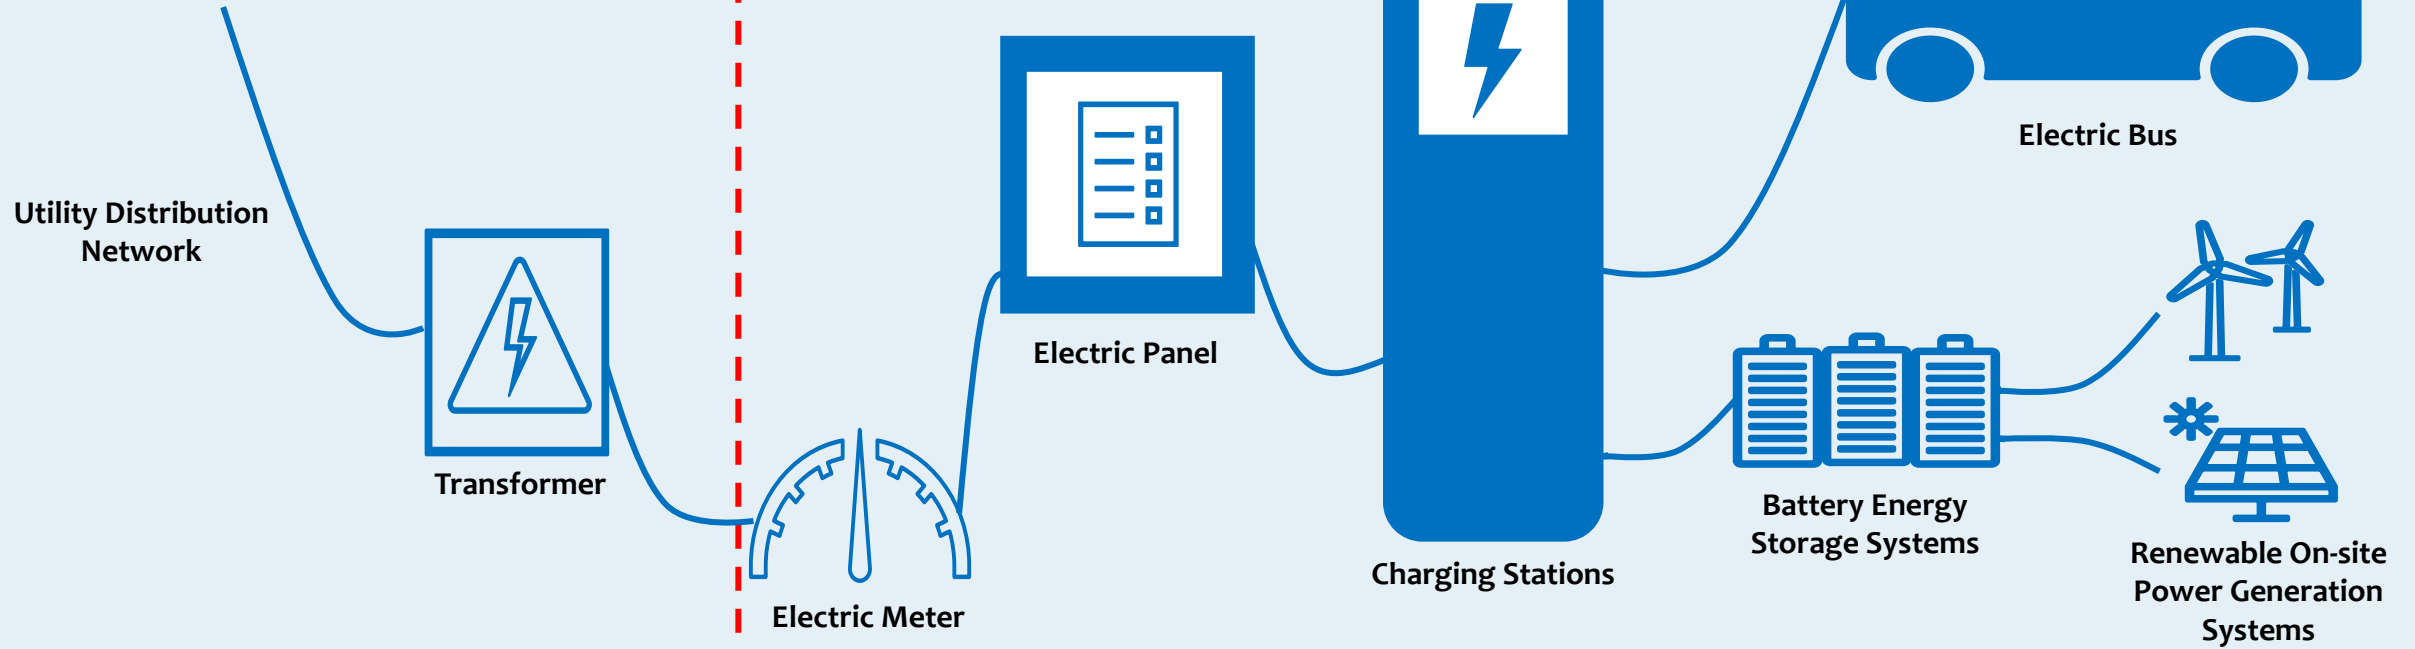 Utility Distribution
Network
Transformer
Electric Meter
Electric Panel
Charging Stations
Electric Bus
Battery Energy
Storage Systems
Renewable On-site
Power Generation
Systems